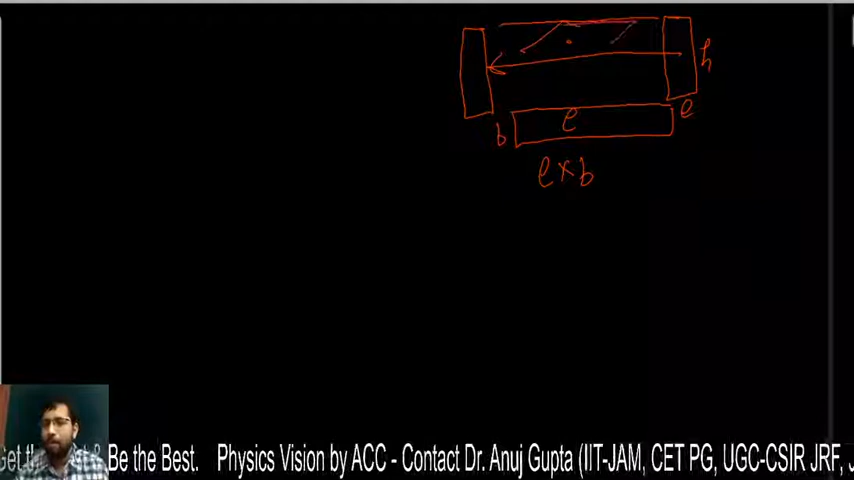 h
e
b
e
e × b
& Be the Best. Physics Vision by ACC - Contact Dr. Anuj Gupta (IIT-JAM, CET PG, UGC-CSIR JRF,